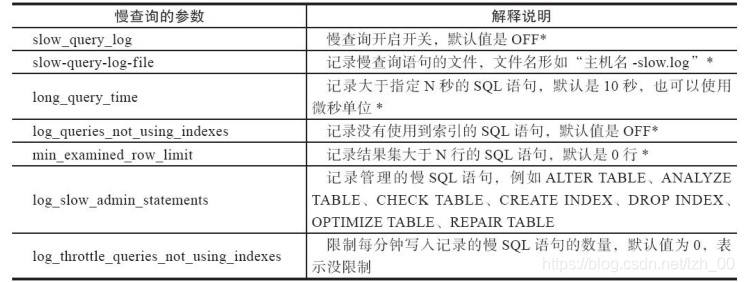 慢查询的参数 解释说明
slow_query_log 慢查询开启开关，默认值是 OFF*
slow-query-log-file 记录慢查询语句的文件，文件名形如“主机名 -slow.log” *
long_query_time 记录大于指定 N 秒的 SQL 语句，默认是 10 秒，也可以使用
微秒单位 *
log_queries_not_using_indexes 记录没有使用到索引的 SQL 语句，默认值是 OFF*
min_examined_row_limit 记录结果集大于 N 行的 SQL 语句，默认是 0 行 *
log_slow_admin_statements 记录管理的慢 SQL 语句，例如 ALTER TABLE、ANALYZE
TABLE、CHECK TABLE、CREATE INDEX、DROP INDEX、
OPTIMIZE TABLE、REPAIR TABLE
log_throttle_queries_not_using_indexes 限制每分钟写入记录的慢 SQL 语句的数量，默认值为 0，表
示没限制
https://blog.csdn.net/lzh_00